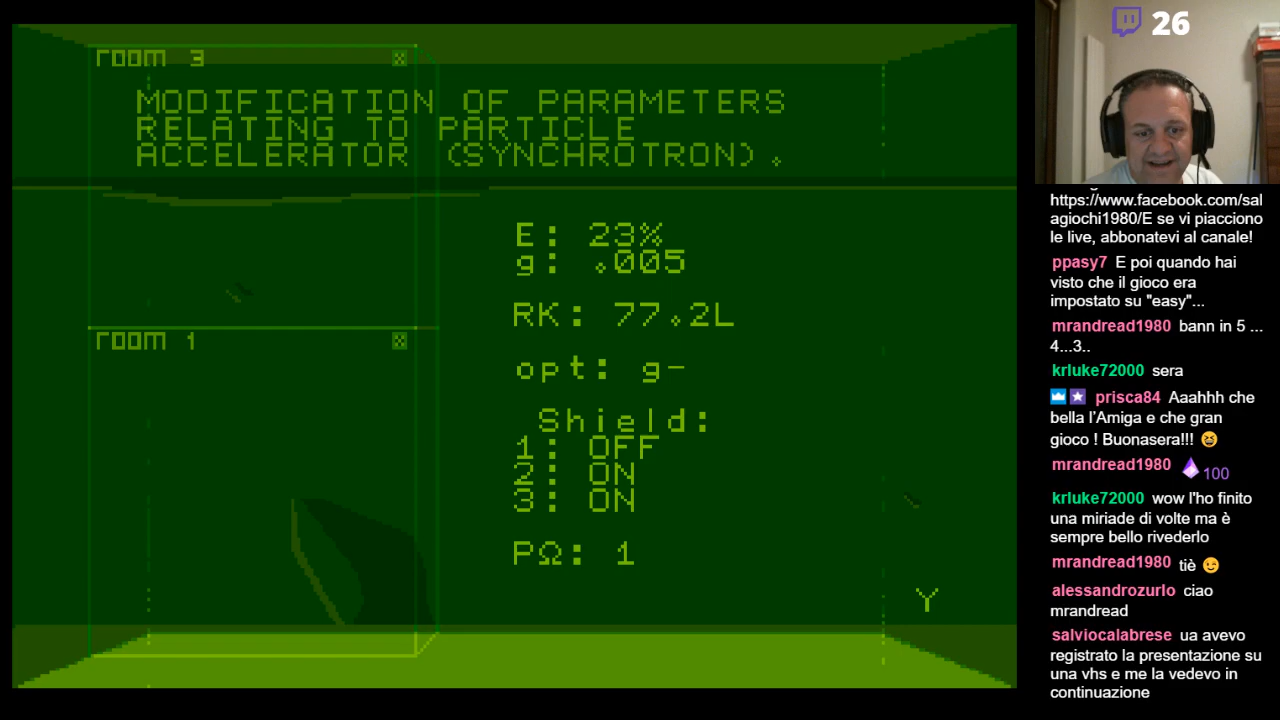 room 3
MODIFICATION OF PARAMETERS
RELATING TO PARTICLE
ACCELERATOR (SYNCHROTRON).
E: 23%
g: .005
RK: 77.2L
room 1
opt: g-
Shield:
1: OFF
2: ON
3: ON
PΩ: 1
Y
26
https://www.facebook.com/sal
agiochi1980/E se vi piacciono
le live, abbonatevi al canale!
ppasy7 E poi quando hai
visto che il gioco era
impostato su "easy"...
mrandread1980 bann in 5 ...
4...3..
krluke72000 sera
prisca84 Aaahhh che
bella l'Amiga e che gran
gioco ! Buonasera!!! 😆
mrandread1980 100
krluke72000 wow l'ho finito
una miriade di volte ma è
sempre bello rivederlo
mrandread1980 tiè 😉
alessandrozurlo ciao
mrandread
salviocalabrese ua avevo
registrato la presentazione su
una vhs e me la vedevo in
continuazione